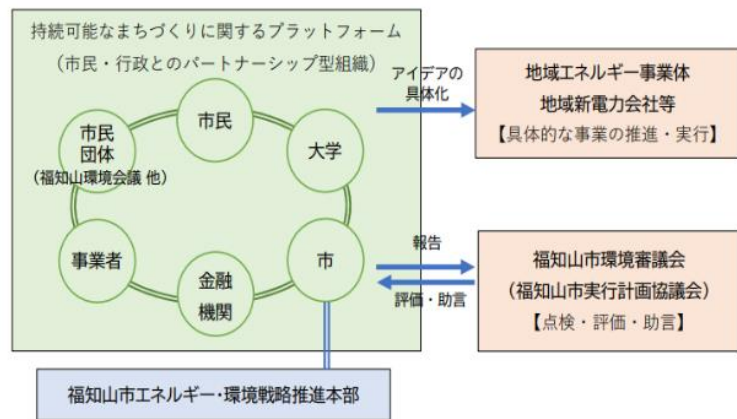 持続可能なまちづくりに関するプラットフォーム
（市民・行政とのパートナーシップ型組織）
市民
市民
団体
（福知山環境会議 他）
大学
事業者
金融
機関
市
アイデアの
具体化
地域エネルギー事業体
地域新電力会社等
【具体的な事業の推進・実行】
報告
評価・助言
福知山市環境審議会
（福知山市実行計画協議会）
【点検・評価・助言】
福知山市エネルギー・環境戦略推進本部